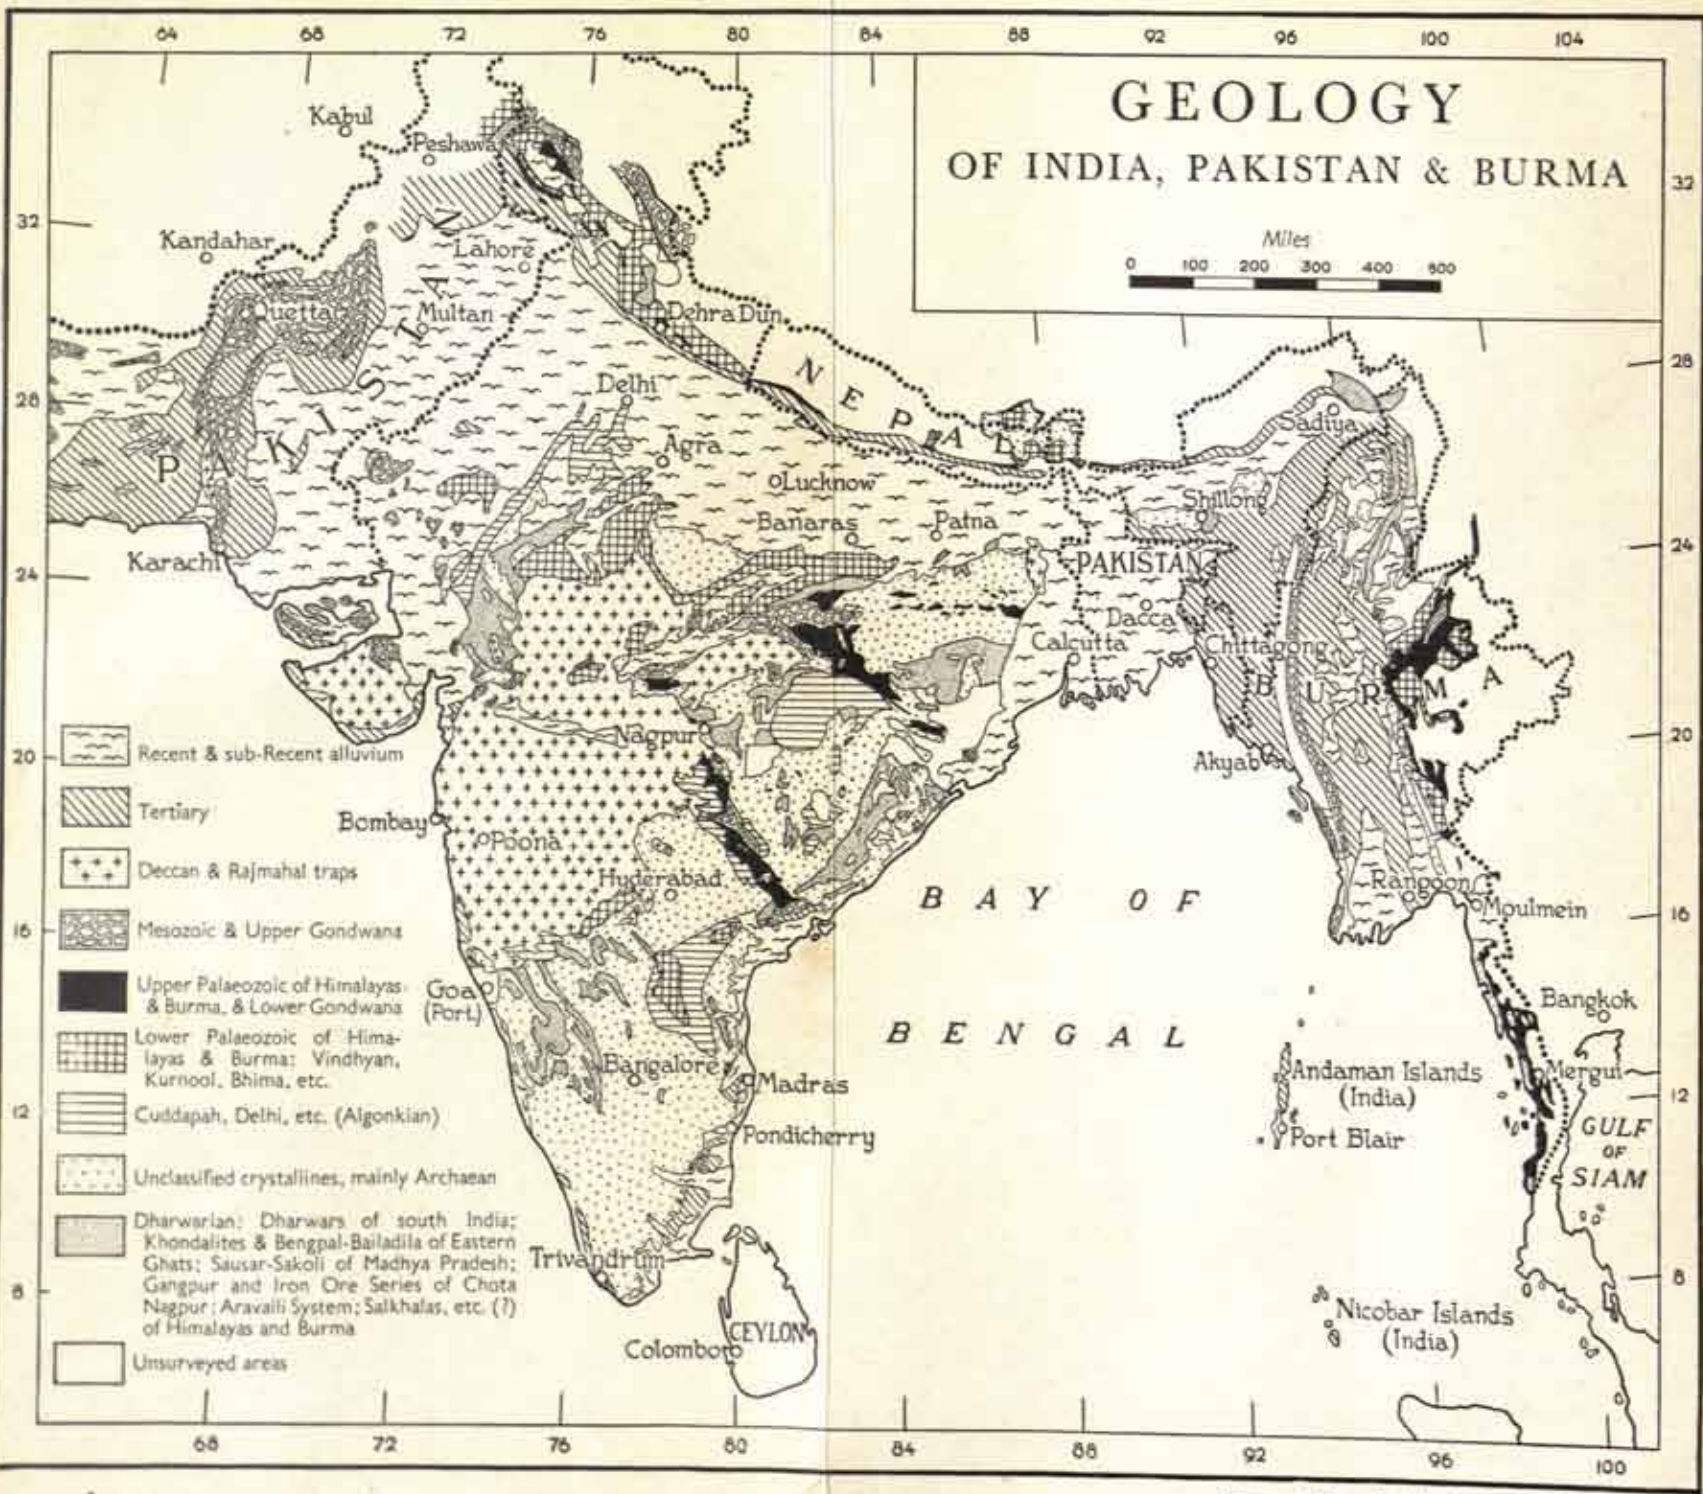 64 68 72 76 80 84 88 92 96 100 104
GEOLOGY
OF INDIA, PAKISTAN & BURMA
Miles
0 100 200 300 400 500
32
28
24
20
16
12
8
32
28
24
20
16
12
8
Kabul
Peshawar
Kandahar
Lahore
Quetta
Multan
Dehra Dun
NEPAL
Delhi
Sadiya
Agra
PAKISTAN
Lucknow
Shillong
Banaras
Patna
Karachi
PAKISTAN
Dacca
Calcutta
Chittagong
BURMA
Nagpur
Akyab
Bombay
Poona
Hyderabad
Rangoon
Moulmein
BAY OF
BENGAL
Goa
(Port.)
Bangkok
Bangalore
Madras
Andaman Islands
(India)
Mergui
Pondicherry
Port Blair
GULF
OF
SIAM
Trivandrum
Nicobar Islands
(India)
Colombo
CEYLON
Recent & sub-Recent alluvium
Tertiary
Deccan & Rajmahal traps
Mesozoic & Upper Gondwana
Upper Palaeozoic of Himalayas
& Burma, & Lower Gondwana
Lower Palaeozoic of Hima-
layas & Burma: Vindhyan,
Kurnool, Bhima, etc.
Cuddapah, Delhi, etc. (Algonkian)
Unclassified crystallines, mainly Archaean
Dharwarian: Dharwars of south India;
Khondalites & Bengpal-Bailadila of Eastern
Ghats; Sausar-Sakoli of Madhya Pradesh;
Gangpur and Iron Ore Series of Chota
Nagpur; Aravalli System; Salkhalas, etc. (?)
of Himalayas and Burma
Unsurveyed areas
68 72 76 80 84 88 92 96 100